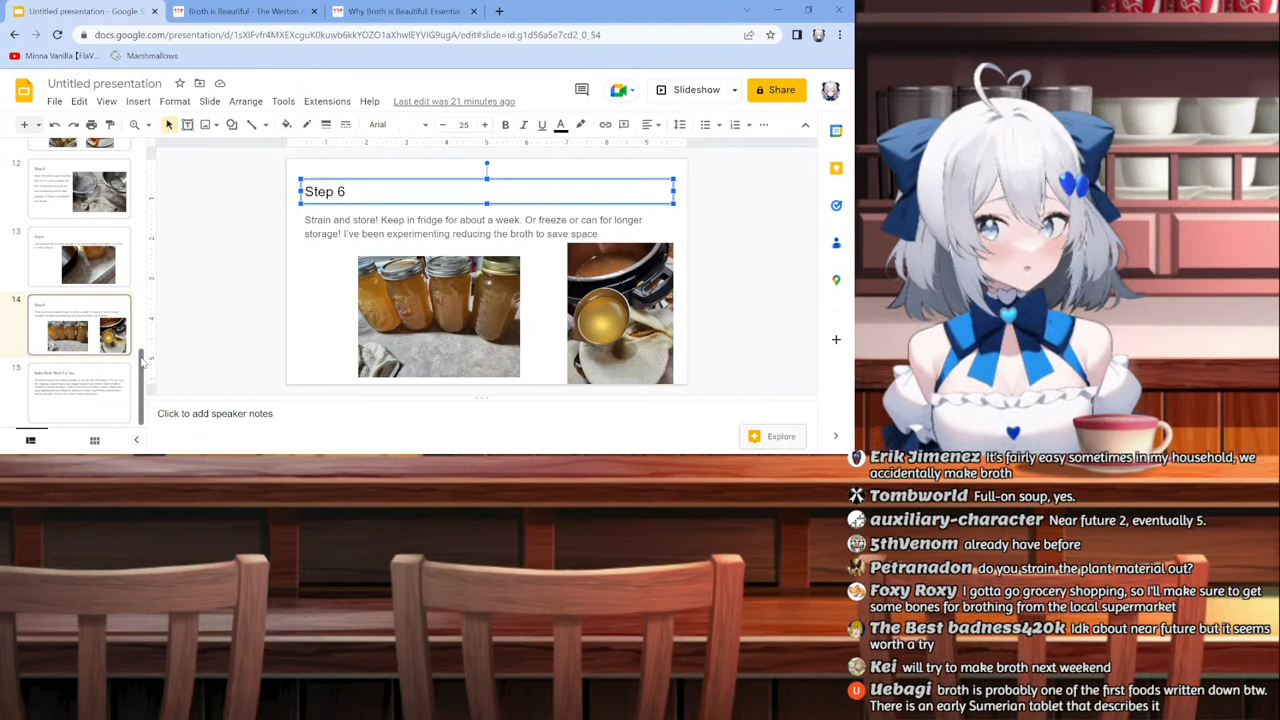 Untitled presentation - Google S
Broth is Beautiful - The Weston A
Why Broth is Beautiful: Essential
docs.google.com/presentation/d/1sXIFvfr4MXEXcguK0kuwb6kkYOZO1aXhwlEYVIG9ugA/edit#slide=id.g1d56a5e7cd2_0_54
Minna Vanilla【FlaV
Marshmallows
Untitled presentation
File Edit View Insert Format Slide Arrange Tools Extensions Help Last edit was 21 minutes ago
Slideshow
Share
Arial
25
1 2 3 4 5 6 7 8 9
12
13
14
15
Step 6
Strain and store! Keep in fridge for about a week. Or freeze or can for longer
storage! I've been experimenting reducing the broth to save space
Click to add speaker notes
Explore
Erik Jimenez It's fairly easy sometimes in my household, we
accidentally make broth
Tombworld Full-on soup, yes.
auxiliary-character Near future 2, eventually 5.
5thVenom already have before
Petranadon do you strain the plant material out?
Foxy Roxy I gotta go grocery shopping, so I'll make sure to get
some bones for brothing from the local supermarket
The Best badness420k Idk about near future but it seems
worth a try
Kei will try to make broth next weekend
U
Uebagi broth is probably one of the first foods written down btw.
There is an early Sumerian tablet that describes it